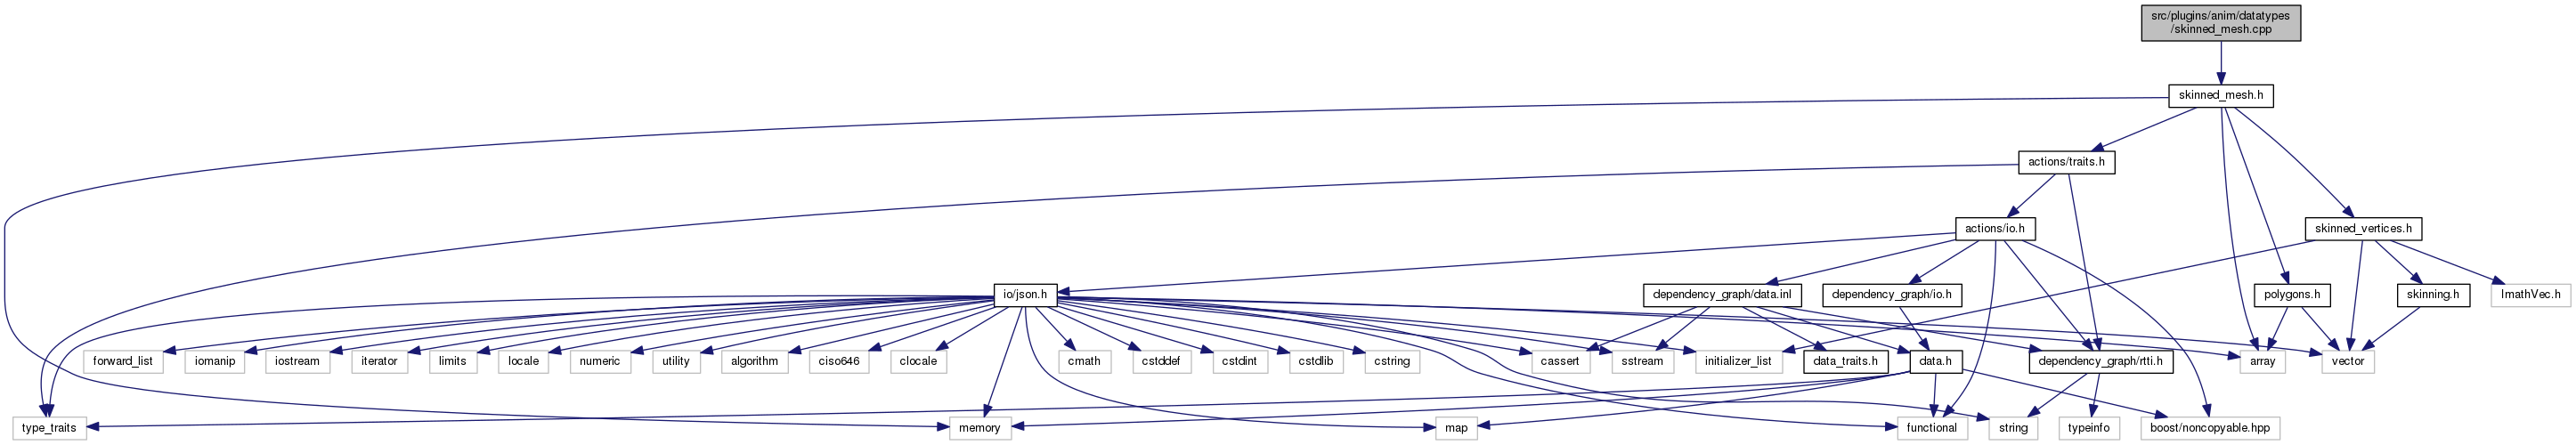 src/plugins/anim/datatypes
/skinned_mesh.cpp
skinned_mesh.h
actions/traits.h
actions/io.h
skinned_vertices.h
io/json.h
dependency_graph/data.inl
dependency_graph/io.h
polygons.h
skinning.h
ImathVec.h
forward_list
iomanip
iostream
iterator
limits
locale
numeric
utility
algorithm
ciso646
clocale
cmath
cstddef
cstdint
cstdlib
cstring
cassert
sstream
initializer_list
data_traits.h
data.h
dependency_graph/rtti.h
array
vector
type_traits
memory
map
functional
string
typeinfo
boost/noncopyable.hpp